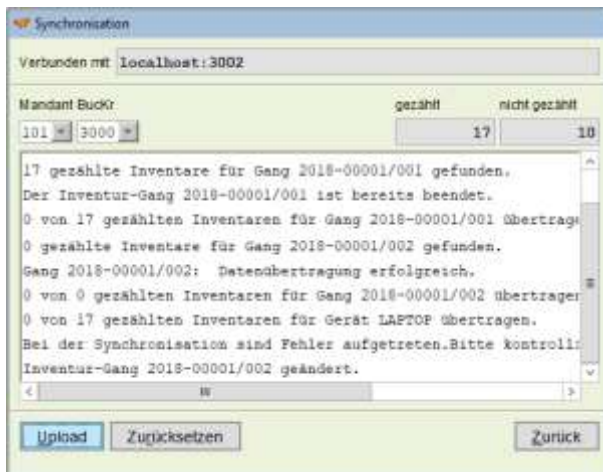 Synchronisation
Verbunden mit localhost:3002
Mandant BucKr gezählt nicht gezählt
101 3000 17 10
17 gezählte Inventare für Gang 2018-00001/001 gefunden.
Der Inventur-Gang 2018-00001/001 ist bereits beendet.
0 von 17 gezählten Inventaren für Gang 2018-00001/001 übertrage
0 gezählte Inventare für Gang 2018-00001/002 gefunden.
Gang 2018-00001/002: Datenübertragung erfolgreich.
0 von 0 gezählten Inventaren für Gang 2018-00001/002 übertragen
0 von 17 gezählten Inventaren für Gerät LAPTOP übertragen.
Bei der Synchronisation sind Fehler aufgetreten.Bitte kontrolli
Inventur-Gang 2018-00001/002 geändert.
Upload Zurücksetzen Zurück